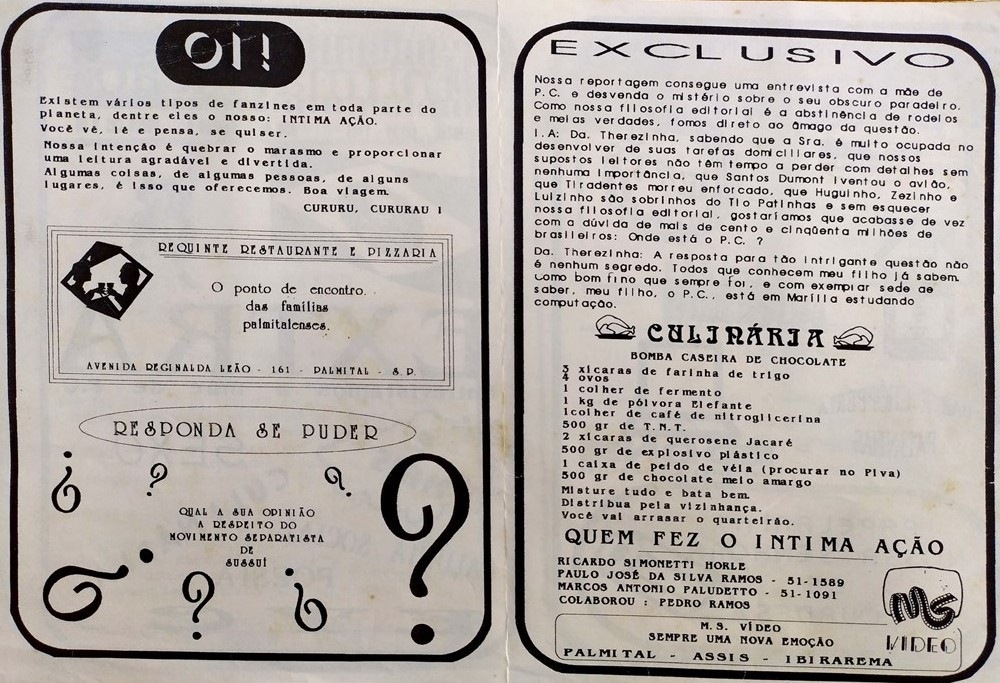 OI!
Existem vários tipos de fanzines em toda parte do
planeta, dentre eles o nosso: INTIMA AÇÃO.
Você vê, lê e pensa, se quiser.
Nossa intenção é quebrar o marasmo e proporcionar
uma leitura agradável e divertida.
Algumas coisas, de algumas pessoas, de alguns
lugares, é isso que oferecemos. Boa viagem.
CURURU, CURURAU !
REQUINTE RESTAURANTE E PIZZARIA
O ponto de encontro
das famílias
palmitalenses.
AVENIDA REGINALDA LEÃO - 161 - PALMITAL - S.P.
RESPONDA SE PUDER
? ? ? ?
QUAL A SUA OPINIÃO
A RESPEITO DO
MOVIMENTO SEPARATISTA
DE
SUSSUÍ
? ? ?
EXCLUSIVO
Nossa reportagem consegue uma entrevista com a mãe de
P.C. e desvenda o mistério sobre o seu obscuro paradeiro.
Como nossa filosofia editorial é a abstinência de rodeios
e meias verdades, fomos direto ao âmago da questão.
I.A: Da. Therezinha, sabendo que a Sra. é muito ocupada no
desenvolver de suas tarefas domiciliares, que nossos
supostos leitores não têm tempo a perder com detalhes sem
nenhuma importância, que Santos Dumont iventou o avião,
que Tiradentes morreu enforcado, que Huguinho, Zezinho e
Luizinho são sobrinhos do Tio Patinhas e sem esquecer
nossa filosofia editorial, gostaríamos que acabasse de vez
com a dúvida de mais de cento e cinqüenta milhões de
brasileiros: Onde está o P.C. ?
Da. Therezinha: A resposta para tão intrigante questão não
é nenhum segredo. Todos que conhecem meu filho já sabem.
Como bom fino que sempre foi, e com exemplar sede de
saber, meu filho, o P.C., está em Marília estudando
computação.
CULINÁRIA
BOMBA CASEIRA DE CHOCOLATE
3 xícaras de farinha de trigo
4 ovos
1 colher de fermento
1 kg de pólvora Elefante
1colher de café de nitroglicerina
500 gr de T.N.T.
2 xícaras de querosene Jacaré
500 gr de explosivo plástico
1 caixa de peido de véia (procurar no Piva)
500 gr de chocolate meio amargo
Misture tudo e bata bem.
Distribua pela vizinhança.
Você vai arrasar o quarteirão.
QUEM FEZ O INTIMA AÇÃO
RICARDO SIMONETTI HORLE
PAULO JOSÉ DA SILVA RAMOS - 51-1589
MARCOS ANTONIO PALUDETTO - 51-1091
COLABOROU : PEDRO RAMOS
MS
VIDEO
M.S. VÍDEO
SEMPRE UMA NOVA EMOÇÃO
PALMITAL - ASSIS - IBIRAREMA